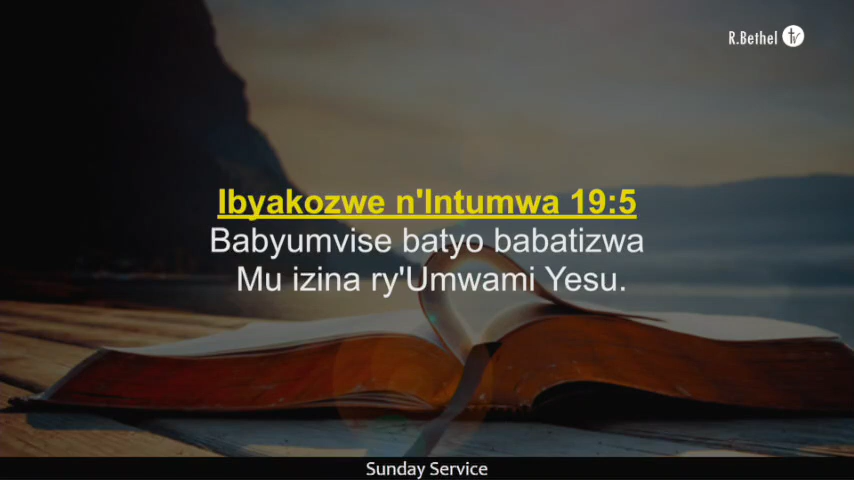 R.Bethel tv
Ibyakozwe n'Intumwa 19:5
Babyumvise batyo babatizwa
Mu izina ry'Umwami Yesu.
Sunday Service